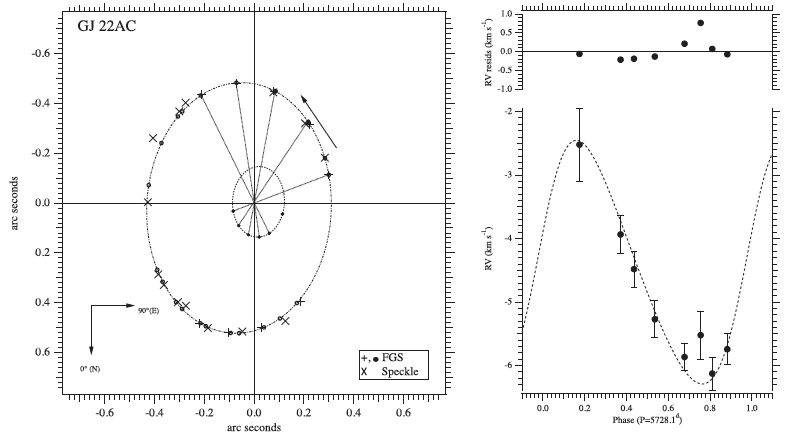 GJ 22AC
-0.6
-0.4
-0.2
0.0
0.2
0.4
0.6
arc seconds
90°(E)
0° (N)
+, ● FGS
X Speckle
-0.6 -0.4 -0.2 0.0 0.2 0.4 0.6
arc seconds
1.0
0.5
0.0
-0.5
-1.0
RV resids (km s⁻¹)
-2
-3
-4
-5
-6
RV (km s⁻¹)
0.0 0.2 0.4 0.6 0.8 1.0
Phase (P=5728.1ᵈ)